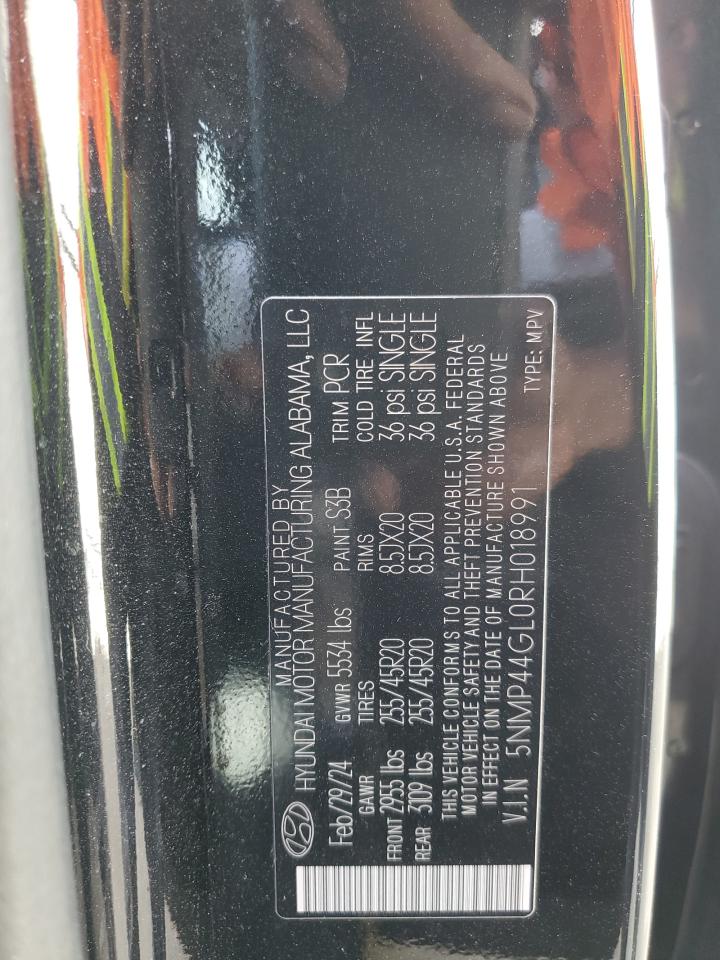 MANUFACTURED BY
HYUNDAI MOTOR MANUFACTURING ALABAMA, LLC
Feb/29/24 GVWR 5534 lbs PAINT S3B TRIM PCR
GAWR TIRES RIMS COLD TIRE INFL
FRONT 2955 lbs 255/45R20 8.5JX20 36 psi SINGLE
REAR 3109 lbs 255/45R20 8.5JX20 36 psi SINGLE
THIS VEHICLE CONFORMS TO ALL APPLICABLE U.S.A. FEDERAL
MOTOR VEHICLE SAFETY AND THEFT PREVENTION STANDARDS
IN EFFECT ON THE DATE OF MANUFACTURE SHOWN ABOVE
V.I.N 5NMP44GL0RH018991 TYPE: MPV